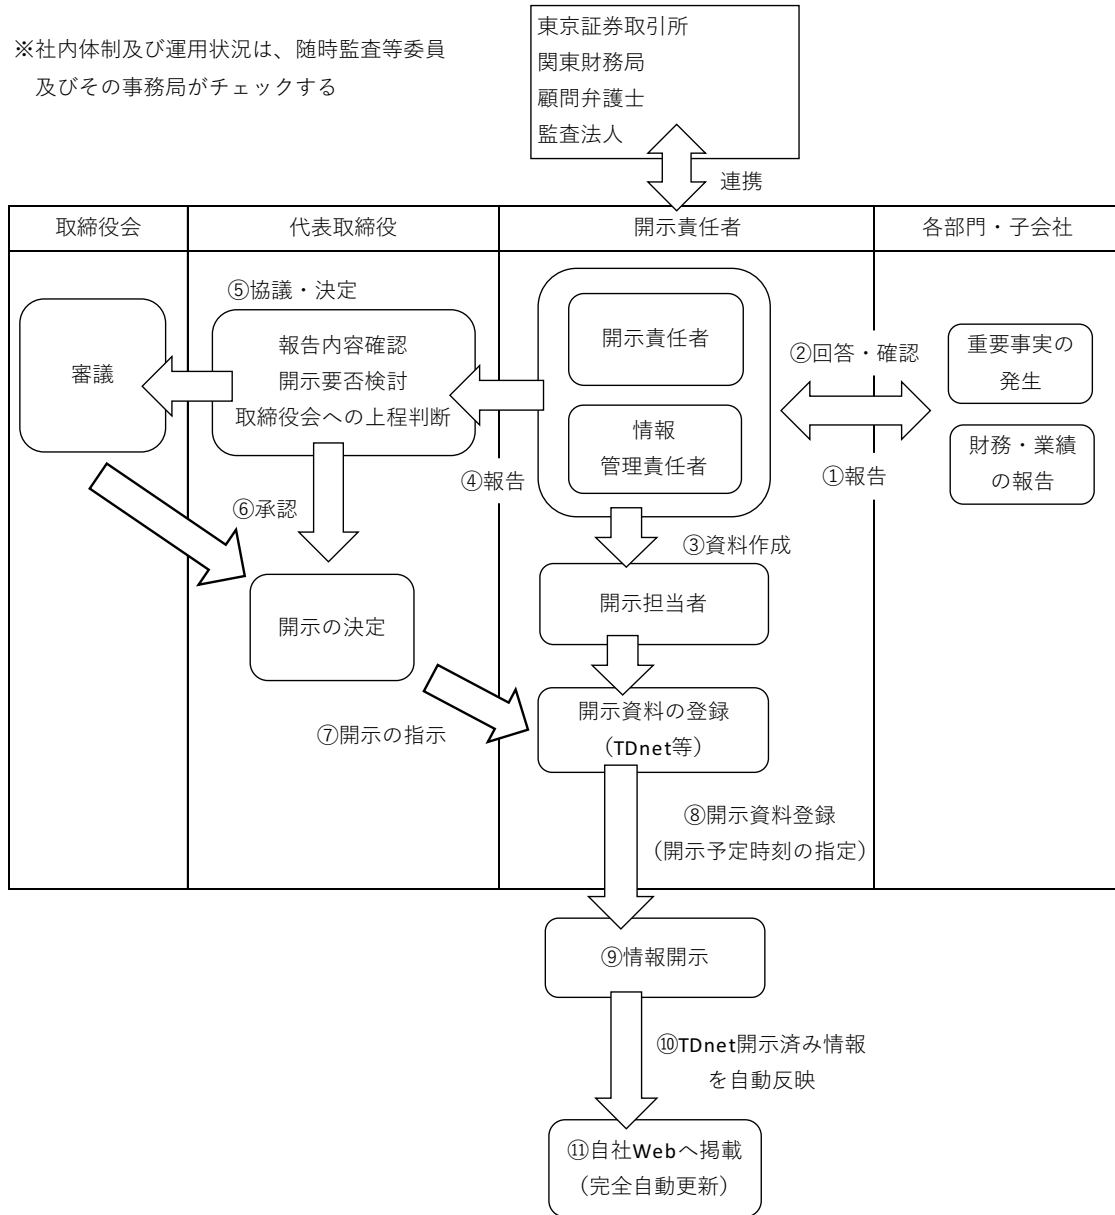 ※社内体制及び運用状況は、随時監査等委員
及びその事務局がチェックする
東京証券取引所
関東財務局
顧問弁護士
監査法人
連携
取締役会
代表取締役
開示責任者
各部門・子会社
⑤協議・決定
審議
報告内容確認
開示要否検討
取締役会への上程判断
開示責任者
情報
管理責任者
②回答・確認
①報告
重要事実の
発生
財務・業績
の報告
④報告
⑥承認
③資料作成
開示の決定
開示担当者
⑦開示の指示
開示資料の登録
（TDnet等）
⑧開示資料登録
（開示予定時刻の指定）
⑨情報開示
⑩TDnet開示済み情報
を自動反映
⑪自社Webへ掲載
（完全自動更新）